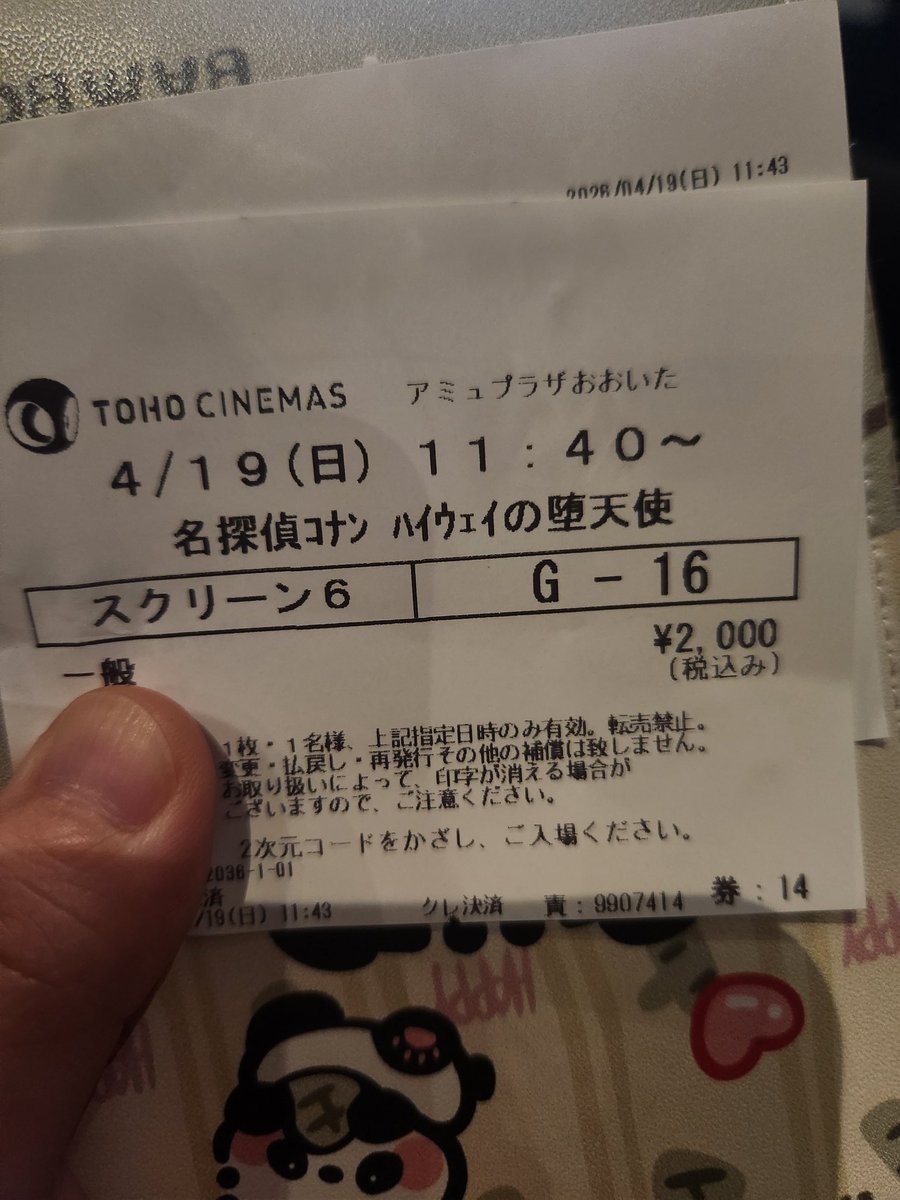 2026/04/19(日) 11:43
TOHO CINEMAS アミュプラザおおいた
4/19(日) 11:40～
名探偵コナン ハイウェイの堕天使
スクリーン6 G-16
¥2,000
一般 (税込み)
1枚・1名様、上記指定日時のみ有効。転売禁止。
変更・払戻し・再発行その他の補償は致しません。
お取り扱いによって、印字が消える場合が
ございますので、ご注意ください。
2次元コードをかざし、ご入場ください。
2036-1-01
済
/19(日) 11:43 クレ決済 責：9907414 券：14
HAPPY
HAPPY
HAPPY